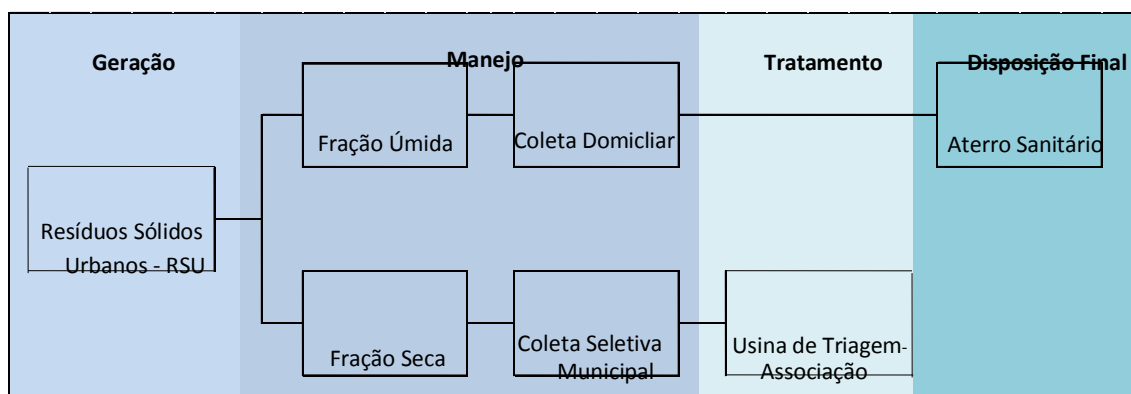 Geração
Manejo
Tratamento
Disposição Final
Fração Úmida
Coleta Domicliar
Aterro Sanitário
Resíduos Sólidos
Urbanos - RSU
Fração Seca
Coleta Seletiva
Municipal
Usina de Triagem-
Associação